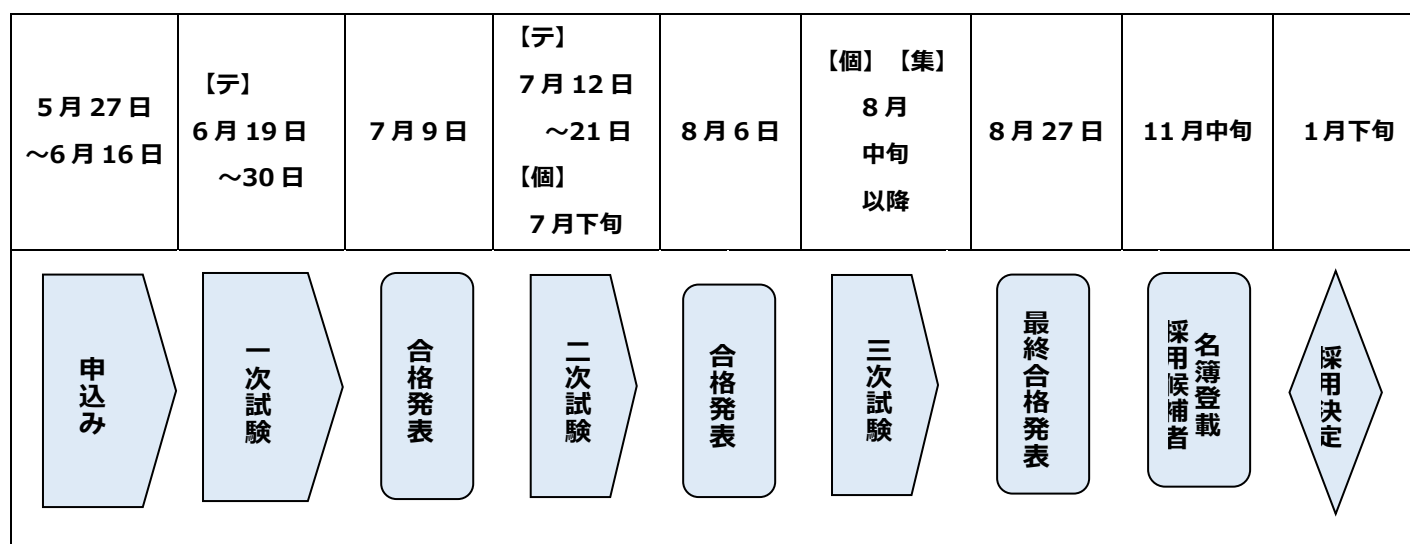 5月27日
～6月16日
【テ】
6月19日
～30日
7月9日
【テ】
7月12日
～21日
【個】
7月下旬
8月6日
【個】【集】
8月
中旬
以降
8月27日
11月中旬
1月下旬
申込み
一次試験
合格発表
二次試験
合格発表
三次試験
最終合格発表
名簿登載
採用候補者
採用決定